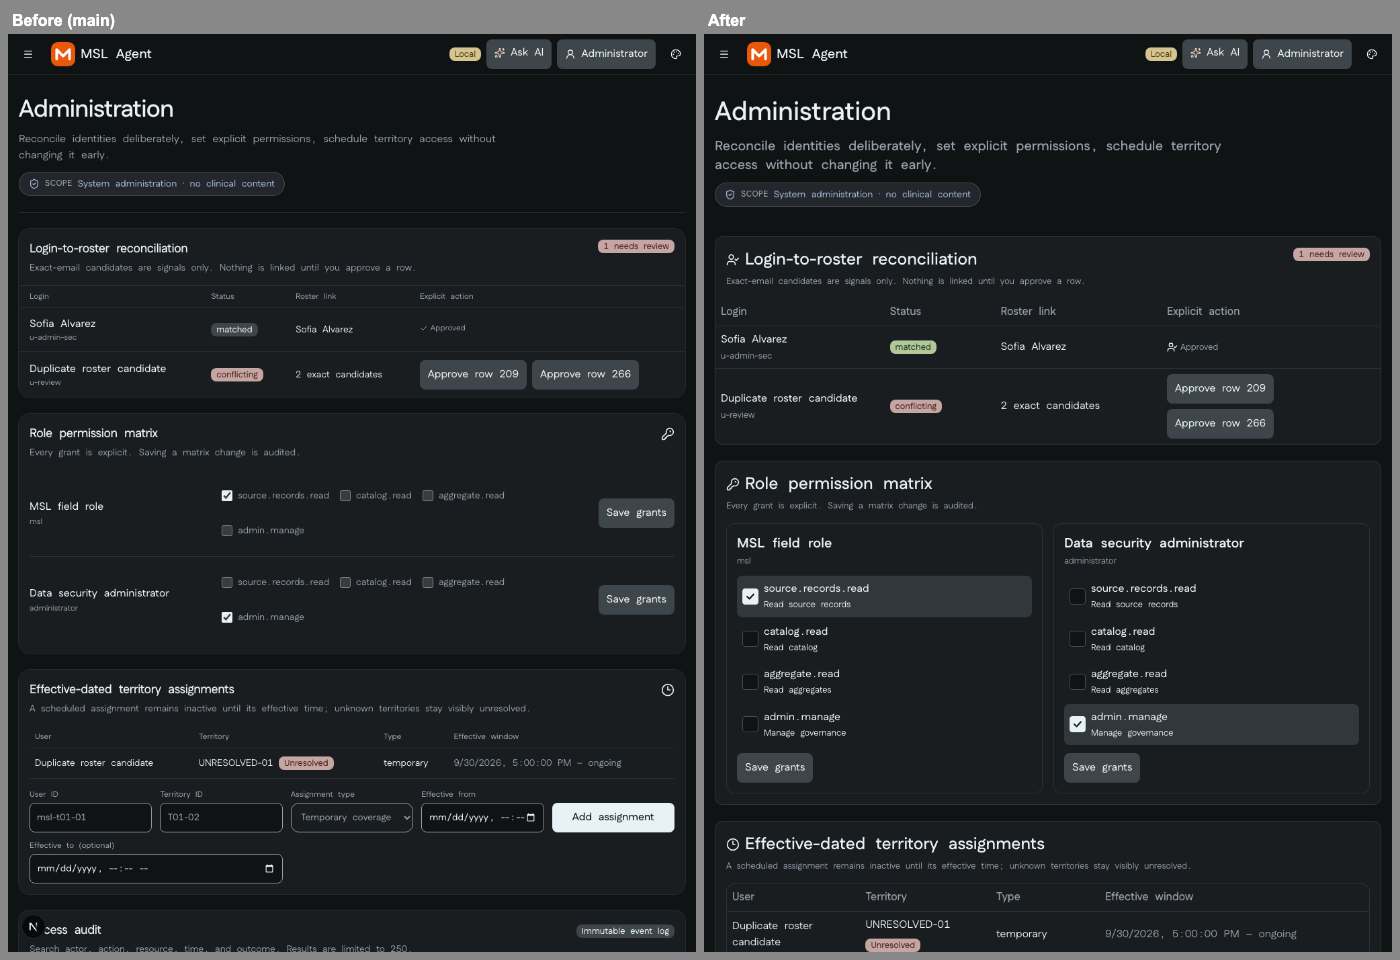 Before (main)
MSL Agent
Local
Ask AI
Administrator
Administration
Reconcile identities deliberately, set explicit permissions, schedule territory access without
changing it early.
SCOPE System administration · no clinical content
Login-to-roster reconciliation
1 needs review
Exact-email candidates are signals only. Nothing is linked until you approve a row.
Login Status Roster link Explicit action
Sofia Alvarez
u-admin-sec
matched
Sofia Alvarez
Approved
Duplicate roster candidate
u-review
conflicting
2 exact candidates
Approve row 209
Approve row 266
Role permission matrix
Every grant is explicit. Saving a matrix change is audited.
MSL field role
msl
source.records.read catalog.read aggregate.read
admin.manage
Save grants
Data security administrator
administrator
source.records.read catalog.read aggregate.read
admin.manage
Save grants
Effective-dated territory assignments
A scheduled assignment remains inactive until its effective time; unknown territories stay visibly unresolved.
User Territory Type Effective window
Duplicate roster candidate UNRESOLVED-01 Unresolved temporary 9/30/2026, 5:00:00 PM – ongoing
User ID Territory ID Assignment type Effective from
msl-t01-01 T01-02 Temporary coverage mm/dd/yyyy, --:-- Add assignment
Effective to (optional)
mm/dd/yyyy, --:-- --
N
cess audit
Immutable event log
Search actor, action, resource, time, and outcome. Results are limited to 250.
After
MSL Agent
Local
Ask AI
Administrator
Administration
Reconcile identities deliberately, set explicit permissions, schedule territory
access without changing it early.
SCOPE System administration · no clinical content
Login-to-roster reconciliation
1 needs review
Exact-email candidates are signals only. Nothing is linked until you approve a row.
Login Status Roster link Explicit action
Sofia Alvarez
u-admin-sec
matched
Sofia Alvarez
Approved
Duplicate roster candidate
u-review
conflicting
2 exact candidates
Approve row 209
Approve row 266
Role permission matrix
Every grant is explicit. Saving a matrix change is audited.
MSL field role
msl
source.records.read
Read source records
catalog.read
Read catalog
aggregate.read
Read aggregates
admin.manage
Manage governance
Save grants
Data security administrator
administrator
source.records.read
Read source records
catalog.read
Read catalog
aggregate.read
Read aggregates
admin.manage
Manage governance
Save grants
Effective-dated territory assignments
A scheduled assignment remains inactive until its effective time; unknown territories stay visibly unresolved.
User Territory Type Effective window
Duplicate roster
candidate
UNRESOLVED-01
Unresolved
temporary
9/30/2026, 5:00:00 PM – ongoing